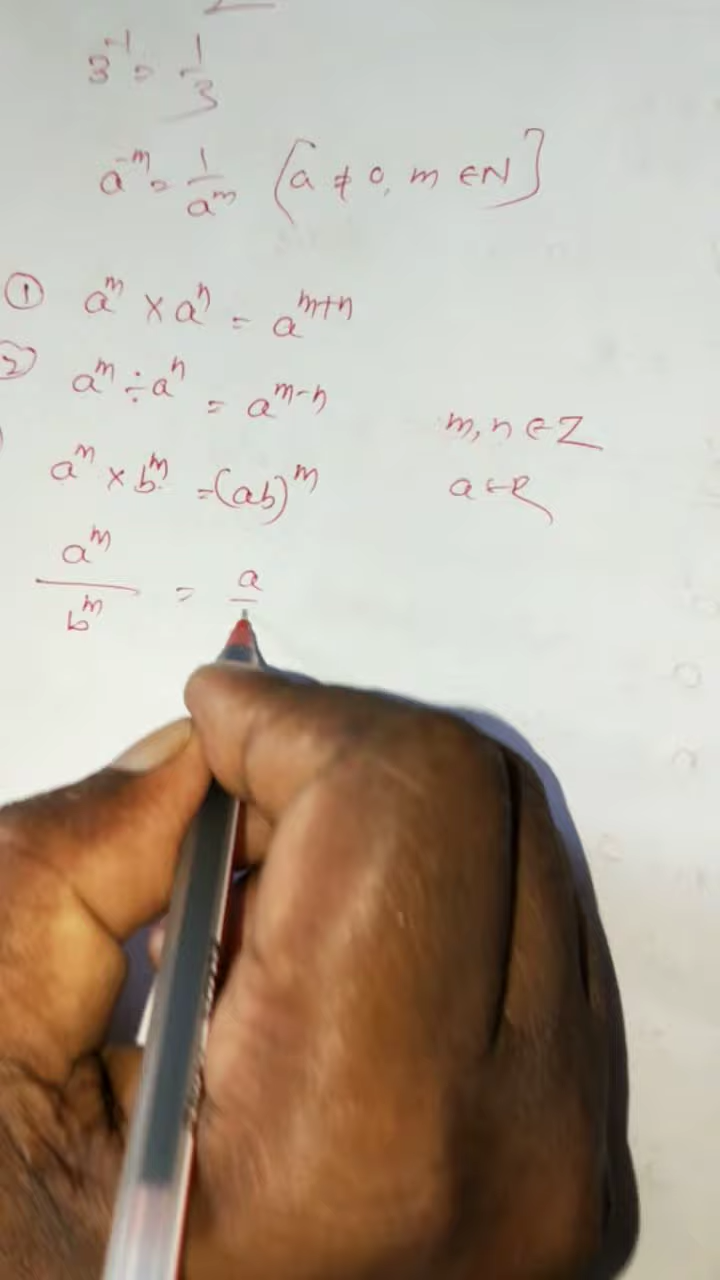 3⁻¹ = 1/3
a⁻ᵐ = 1/aᵐ (a ≠ 0, m ∈ N]
① aᵐ × aⁿ = aᵐ⁺ⁿ
② aᵐ ÷ aⁿ = aᵐ⁻ⁿ
m, n ∈ Z
aᵐ × bᵐ = (ab)ᵐ
a ∈ R
aᵐ/bᵐ = a/